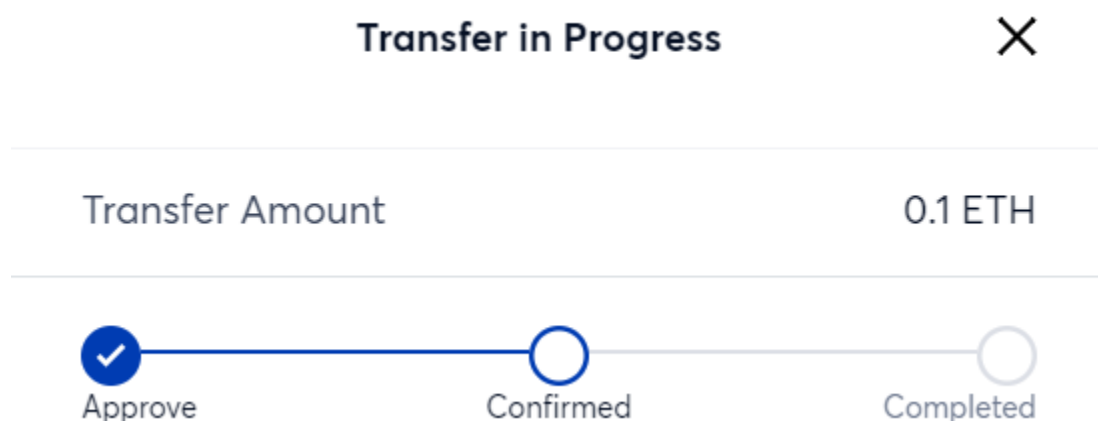 Transfer in Progress
Transfer Amount 0.1 ETH
Approve Confirmed Completed